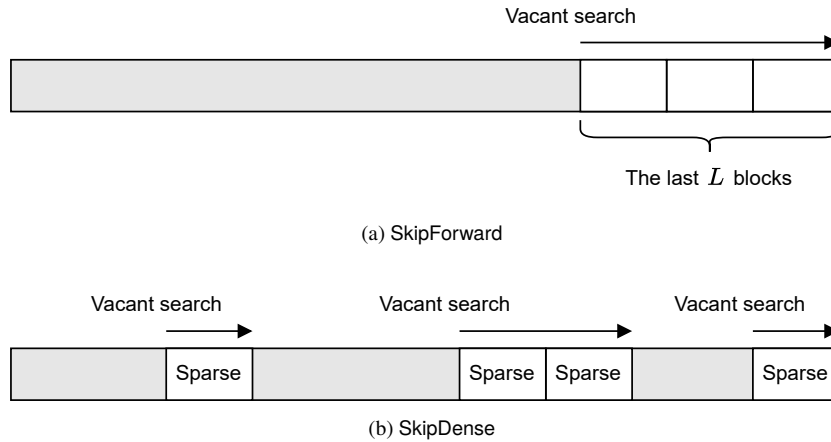 Vacant search
The last L blocks
(a) SkipForward
Vacant search Vacant search Vacant search
Sparse Sparse Sparse Sparse
(b) SkipDense